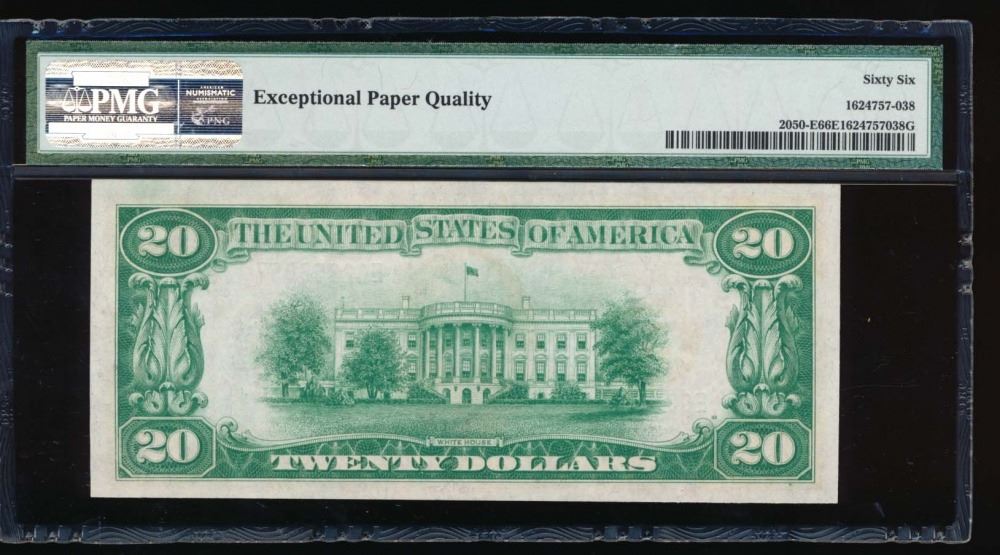 PMG
PAPER MONEY GUARANTY
AMERICAN
NUMISMATIC
ASSOCIATION
PNG
Exceptional Paper Quality
Sixty Six
1624757-038
2050-E66E1624757038G
20 THE UNITED STATES OF AMERICA 20
WHITE HOUSE
20 TWENTY DOLLARS 20